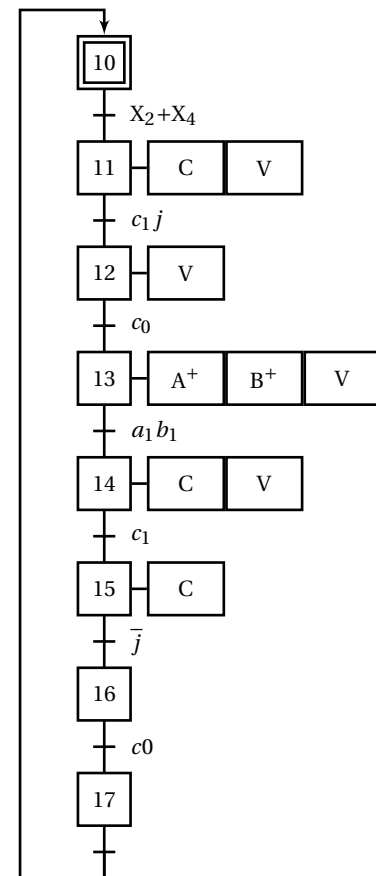 10
X₂+X₄
11 C V
c₁ j
12 V
c₀
13 A⁺ B⁺ V
a₁ b₁
14 C V
c₁
15 C
j̅
16
c0
17